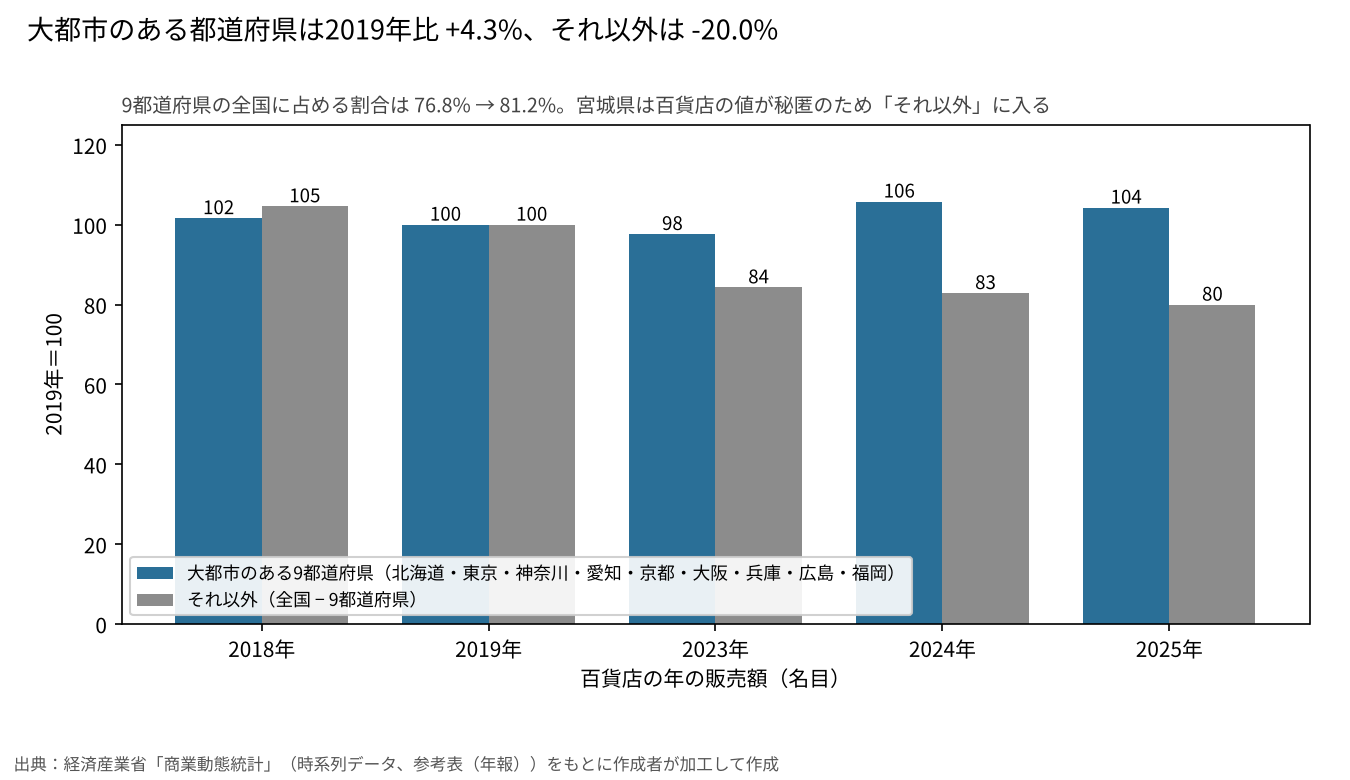 大都市のある都道府県は2019年比 +4.3%、それ以外は -20.0%
9都道府県の全国に占める割合は 76.8% → 81.2%。宮城県は百貨店の値が秘匿のため「それ以外」に入る
120
100
80
60
40
20
0
2019年＝100
102
105
100
100
98
84
106
83
104
80
大都市のある9都道府県（北海道・東京・神奈川・愛知・京都・大阪・兵庫・広島・福岡）
それ以外（全国 − 9都道府県）
2018年
2019年
2023年
2024年
2025年
百貨店の年の販売額（名目）
出典：経済産業省「商業動態統計」（時系列データ、参考表（年報））をもとに作成者が加工して作成